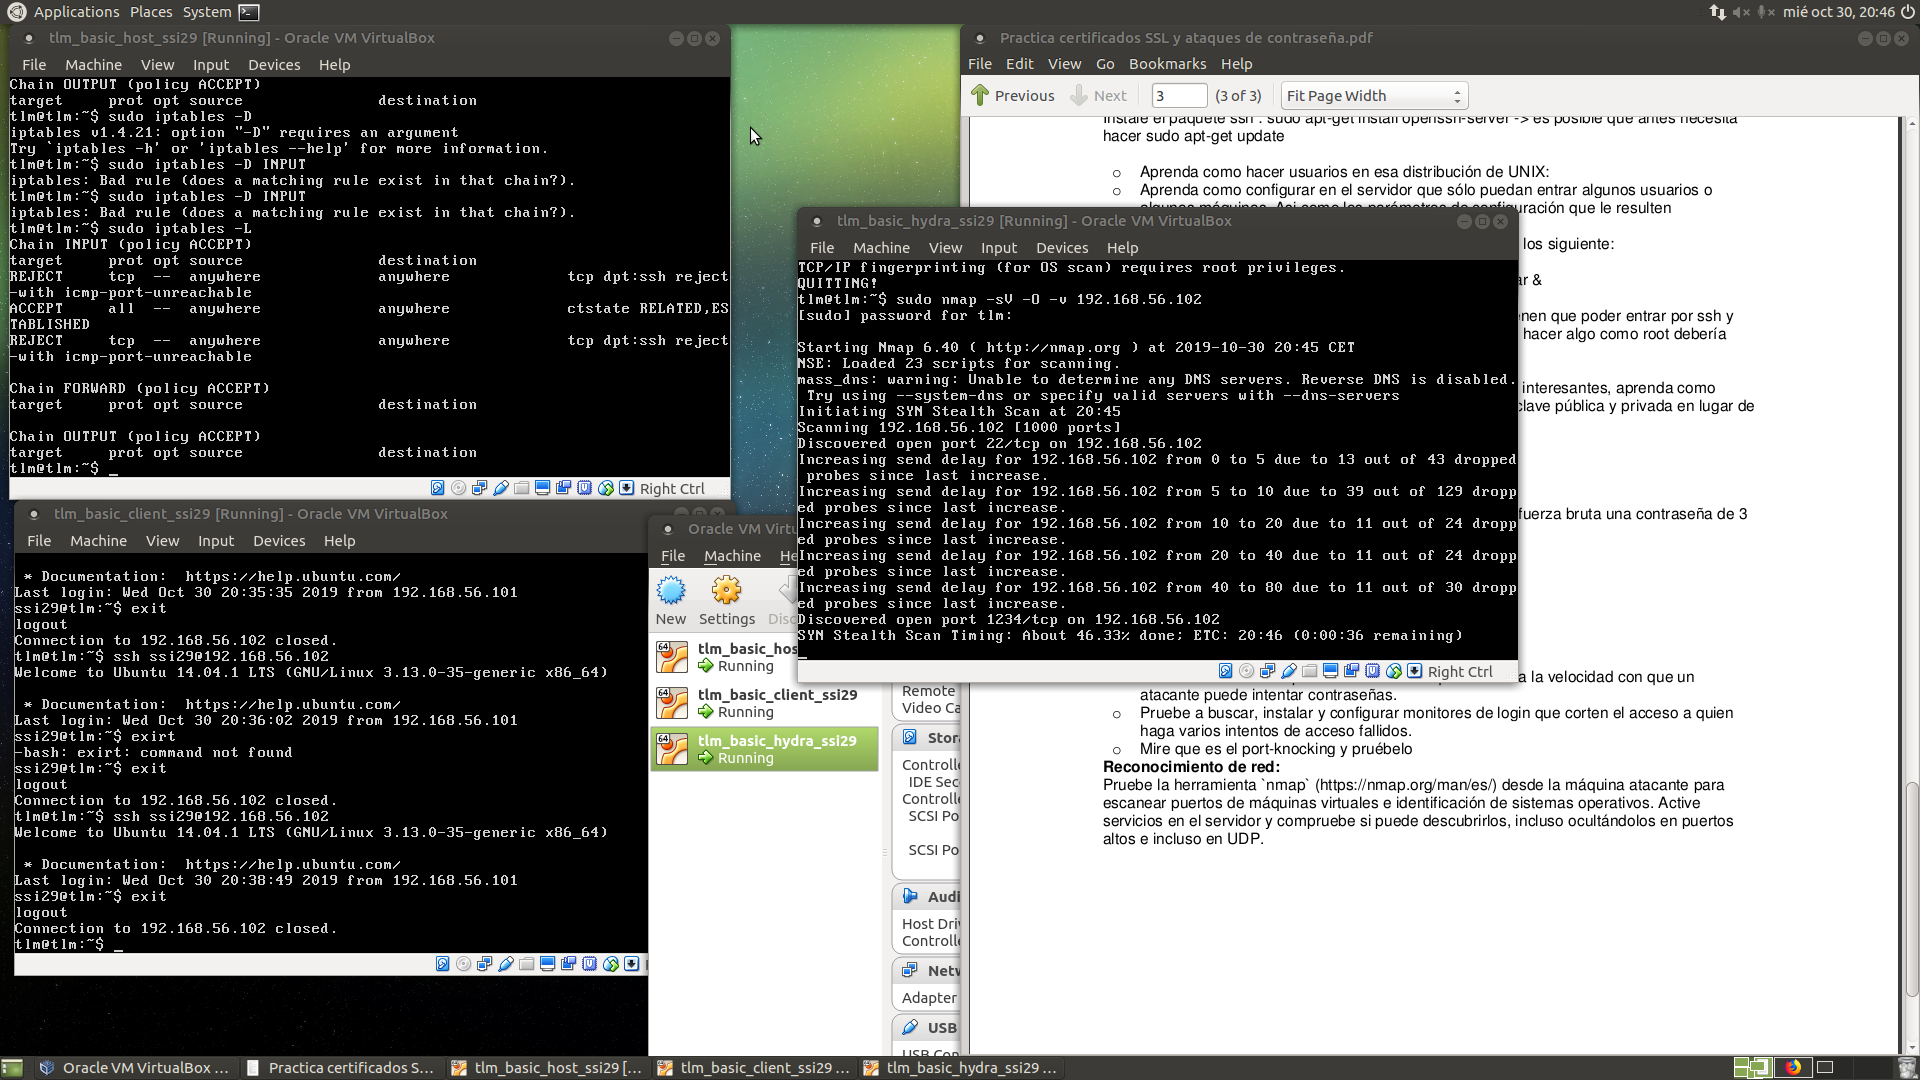 Applications Places System
mié oct 30, 20:46
tlm_basic_host_ssi29 [Running] - Oracle VM VirtualBox
File Machine View Input Devices Help
Chain OUTPUT (policy ACCEPT)
target prot opt source destination
tlm@tlm:~$ sudo iptables -D
iptables v1.4.21: option "-D" requires an argument
Try `iptables -h' or 'iptables --help' for more information.
tlm@tlm:~$ sudo iptables -D INPUT
iptables: Bad rule (does a matching rule exist in that chain?).
tlm@tlm:~$ sudo iptables -D INPUT
iptables: Bad rule (does a matching rule exist in that chain?).
tlm@tlm:~$ sudo iptables -L
Chain INPUT (policy ACCEPT)
target prot opt source destination
REJECT tcp -- anywhere anywhere tcp dpt:ssh reject
-with icmp-port-unreachable
ACCEPT all -- anywhere anywhere ctstate RELATED,ES
TABLISHED
REJECT tcp -- anywhere anywhere tcp dpt:ssh reject
-with icmp-port-unreachable
Chain FORWARD (policy ACCEPT)
target prot opt source destination
Chain OUTPUT (policy ACCEPT)
target prot opt source destination
tlm@tlm:~$ _
Right Ctrl
tlm_basic_client_ssi29 [Running] - Oracle VM VirtualBox
File Machine View Input Devices Help
* Documentation: https://help.ubuntu.com/
Last login: Wed Oct 30 20:35:35 2019 from 192.168.56.101
ssi29@tlm:~$ exit
logout
Connection to 192.168.56.102 closed.
tlm@tlm:~$ ssh ssi29@192.168.56.102
Welcome to Ubuntu 14.04.1 LTS (GNU/Linux 3.13.0-35-generic x86_64)
* Documentation: https://help.ubuntu.com/
Last login: Wed Oct 30 20:36:02 2019 from 192.168.56.101
ssi29@tlm:~$ exirt
-bash: exirt: command not found
ssi29@tlm:~$ exit
logout
Connection to 192.168.56.102 closed.
tlm@tlm:~$ ssh ssi29@192.168.56.102
Welcome to Ubuntu 14.04.1 LTS (GNU/Linux 3.13.0-35-generic x86_64)
* Documentation: https://help.ubuntu.com/
Last login: Wed Oct 30 20:38:49 2019 from 192.168.56.101
ssi29@tlm:~$ exit
logout
Connection to 192.168.56.102 closed.
tlm@tlm:~$ _
Oracle VM
File Machine
New Settings
64 tlm_basic_hos
Running
64 tlm_basic_client_ssi29
Running
64 tlm_basic_hydra_ssi29
Running
Remote
Video Ca
Stora
Controlle
IDE Sec
Controlle
SCSI Po
SCSI Po
Audi
Host Dri
Controlle
Netw
Adapter
USB
USB Con
tlm_basic_hydra_ssi29 [Running] - Oracle VM VirtualBox
File Machine View Input Devices Help
TCP/IP fingerprinting (for OS scan) requires root privileges.
QUITTING!
tlm@tlm:~$ sudo nmap -sV -O -v 192.168.56.102
[sudo] password for tlm:
Starting Nmap 6.40 ( http://nmap.org ) at 2019-10-30 20:45 CET
NSE: Loaded 23 scripts for scanning.
mass_dns: warning: Unable to determine any DNS servers. Reverse DNS is disabled.
Try using --system-dns or specify valid servers with --dns-servers
Initiating SYN Stealth Scan at 20:45
Scanning 192.168.56.102 [1000 ports]
Discovered open port 22/tcp on 192.168.56.102
Increasing send delay for 192.168.56.102 from 0 to 5 due to 13 out of 43 dropped
probes since last increase.
Increasing send delay for 192.168.56.102 from 5 to 10 due to 39 out of 129 dropp
ed probes since last increase.
Increasing send delay for 192.168.56.102 from 10 to 20 due to 11 out of 24 dropp
ed probes since last increase.
Increasing send delay for 192.168.56.102 from 20 to 40 due to 11 out of 24 dropp
ed probes since last increase.
Increasing send delay for 192.168.56.102 from 40 to 80 due to 11 out of 30 dropp
ed probes since last increase.
Discovered open port 1234/tcp on 192.168.56.102
SYN Stealth Scan Timing: About 46.33% done; ETC: 20:46 (0:00:36 remaining)
Right Ctrl
Practica certificados SSL y ataques de contraseña.pdf
File Edit View Go Bookmarks Help
Previous Next 3 (3 of 3) Fit Page Width
Instale el paquete ssh : sudo apt-get install openssh-server -> es posible que antes necesita
hacer sudo apt-get update
○ Aprenda como hacer usuarios en esa distribución de UNIX:
○ Aprenda como configurar en el servidor que sólo puedan entrar algunos usuarios o
los siguiente:
ar &
nen que poder entrar por ssh y
hacer algo como root debería
interesantes, aprenda como
clave pública y privada en lugar de
fuerza bruta una contraseña de 3
a la velocidad con que un
atacante puede intentar contraseñas.
○ Pruebe a buscar, instalar y configurar monitores de login que corten el acceso a quien
haga varios intentos de acceso fallidos.
○ Mire que es el port-knocking y pruébelo
Reconocimiento de red:
Pruebe la herramienta `nmap` (https://nmap.org/man/es/) desde la máquina atacante para
escanear puertos de máquinas virtuales e identificación de sistemas operativos. Active
servicios en el servidor y compruebe si puede descubrirlos, incluso ocultándolos en puertos
altos e incluso en UDP.
Oracle VM VirtualBox ...
Practica certificados S...
tlm_basic_host_ssi29 [...
tlm_basic_client_ssi29 ...
tlm_basic_hydra_ssi29 ...